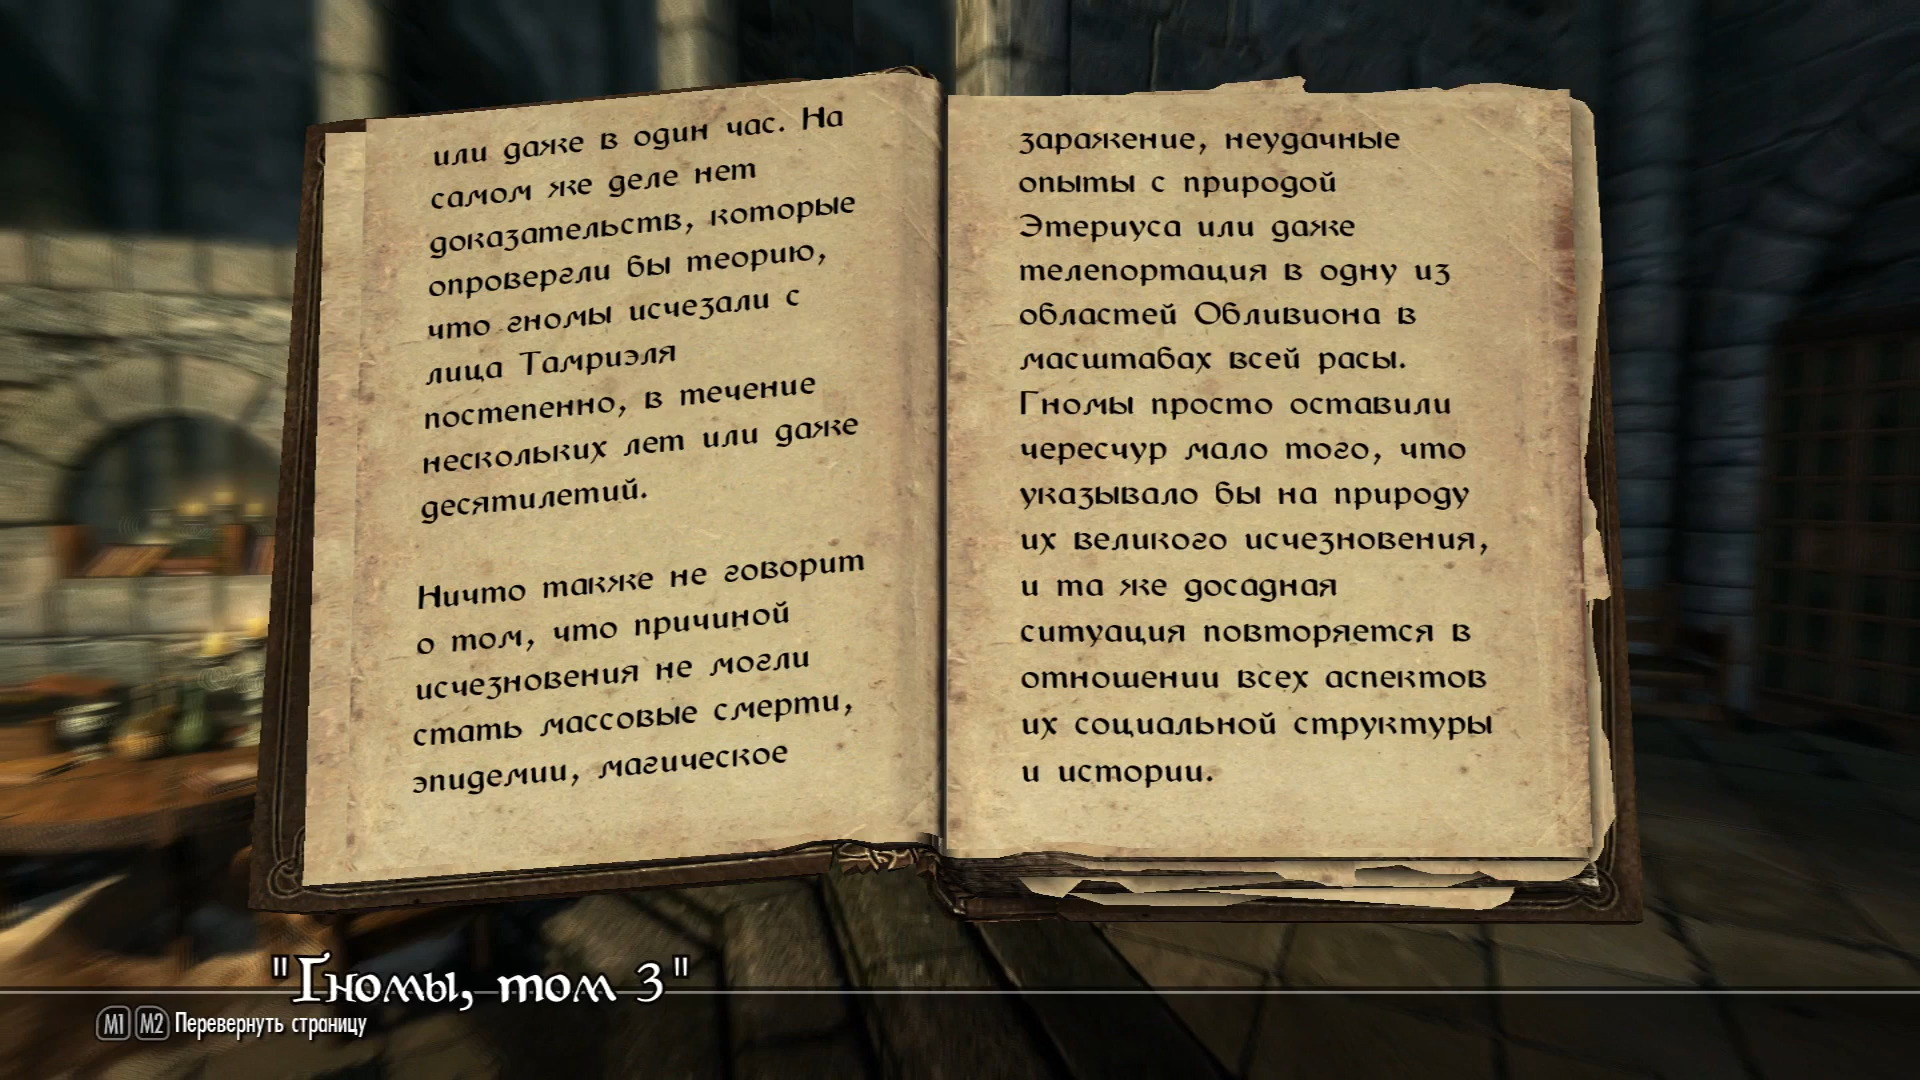 или даже в один час. На
самом же деле нет
доказательств, которые
опровергли бы теорию,
что гномы исчезали с
лица Тамриэля
постепенно, в течение
нескольких лет или даже
десятилетий.
Ничто также не говорит
о том, что причиной
исчезновения не могли
стать массовые смерти,
эпидемии, магическое
заражение, неудачные
опыты с природой
Этериуса или даже
телепортация в одну из
областей Обливиона в
масштабах всей расы.
Гномы просто оставили
чересчур мало того, что
указывало бы на природу
их великого исчезновения,
и та же досадная
ситуация повторяется в
отношении всех аспектов
их социальной структуры
и истории.
"Гномы, том 3"
M1 M2 Перевернуть страницу